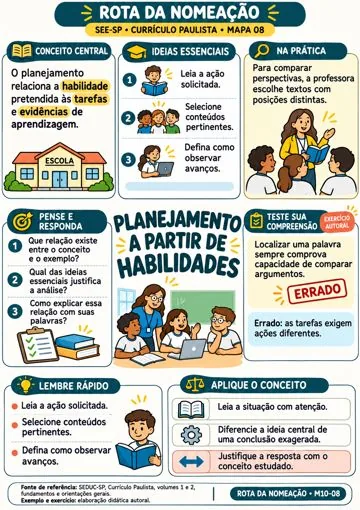 ROTA DA NOMEAÇÃO
SEE-SP • CURRÍCULO PAULISTA • MAPA 08
CONCEITO CENTRAL
O planejamento
relaciona a habilidade
pretendida às tarefas
e evidências de
aprendizagem.
ESCOLA
IDEIAS ESSENCIAIS
1
Leia a ação
solicitada.
2
Selecione
conteúdos
pertinentes.
3
Defina como
observar
avanços.
NA PRÁTICA
Para comparar
perspectivas, a professora
escolhe textos com
posições distintas.
PENSE E
RESPONDA
1
Que relação existe
entre o conceito
e o exemplo?
2
Qual das ideias
essenciais justifica
a análise?
3
Como explicar essa
relação com suas
palavras?
PLANEJAMENTO
A PARTIR DE
HABILIDADES
TESTE SUA
COMPREENSÃO
EXERCÍCIO
AUTORAL
Localizar uma palavra
sempre comprova
capacidade de comparar
argumentos.
ERRADO
Errado: as tarefas exigem
ações diferentes.
LEMBRE RÁPIDO
Leia a ação solicitada.
Selecione conteúdos
pertinentes.
Defina como observar
avanços.
APLIQUE O CONCEITO
Leia a situação com atenção.
Diferencie a ideia central de
uma conclusão exagerada.
Justifique a resposta com o
conceito estudado.
Fonte de referência: SEDUC-SP, Currículo Paulista, volumes 1 e 2,
fundamentos e orientações gerais.
Exemplo e exercício: elaboração didática autoral.
ROTA DA NOMEAÇÃO • M10-08